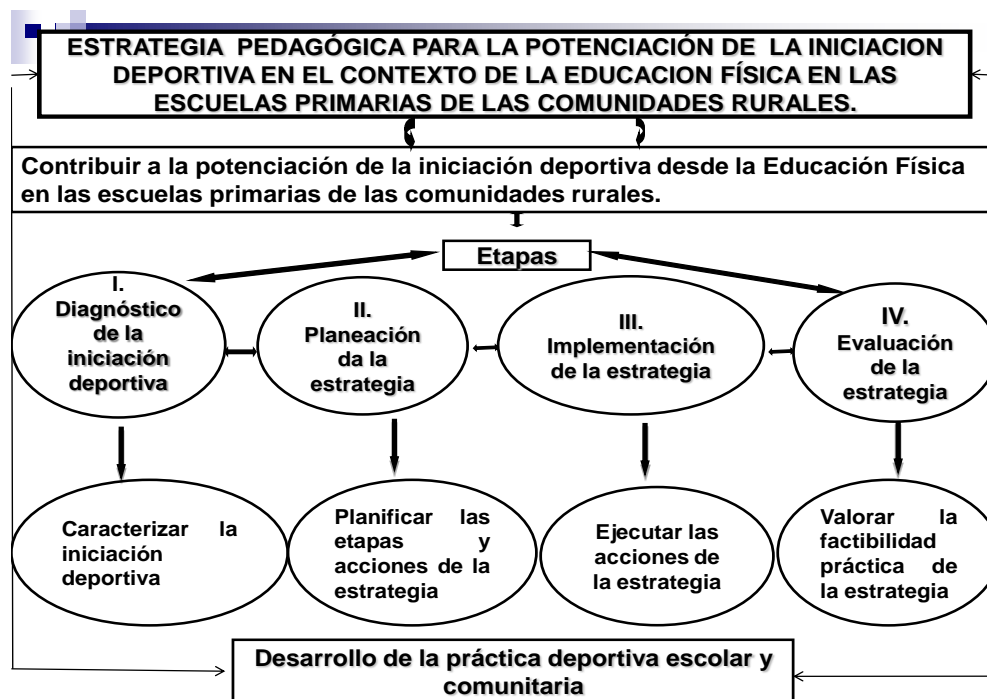 ESTRATEGIA PEDAGÓGICA PARA LA POTENCIACIÓN DE LA INICIACION
DEPORTIVA EN EL CONTEXTO DE LA EDUCACION FÍSICA EN LAS
ESCUELAS PRIMARIAS DE LAS COMUNIDADES RURALES.
Contribuir a la potenciación de la iniciación deportiva desde la Educación Física
en las escuelas primarias de las comunidades rurales.
Etapas
I.
Diagnóstico
de la
iniciación
deportiva
II.
Planeación
da la
estrategia
III.
Implementación
de la estrategia
IV.
Evaluación
de la
estrategia
Caracterizar la
iniciación
deportiva
Planificar las
etapas y
acciones de la
estrategia
Ejecutar las
acciones de
la estrategia
Valorar la
factibilidad
práctica de
la estrategia
Desarrollo de la práctica deportiva escolar y
comunitaria